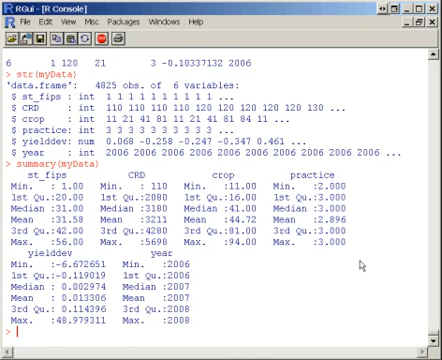 RGui - [R Console]
File Edit View Misc Packages Windows Help
6 1 120 21 3 -0.10337132 2006
> str(myData)
'data.frame': 4825 obs. of 6 variables:
$ st_fips : int 1 1 1 1 1 1 1 1 1 1 ...
$ CRD : int 110 110 110 110 120 120 120 120 120 130 ...
$ crop : int 11 21 41 81 11 21 41 81 84 11 ...
$ practice: int 3 3 3 3 3 3 3 3 3 3 ...
$ yielddev: num 0.068 -0.258 -0.247 -0.347 0.461 ...
$ year : int 2006 2006 2006 2006 2006 2006 2006 2006 2006 2006 ...
> summary(myData)
st_fips CRD crop practice
Min. : 1.00 Min. : 110 Min. :11.00 Min. :2.000
1st Qu.:20.00 1st Qu.:2080 1st Qu.:16.00 1st Qu.:3.000
Median :31.00 Median :3180 Median :41.00 Median :3.000
Mean :31.58 Mean :3211 Mean :44.72 Mean :2.896
3rd Qu.:42.00 3rd Qu.:4280 3rd Qu.:81.00 3rd Qu.:3.000
Max. :56.00 Max. :5698 Max. :94.00 Max. :3.000
yielddev year
Min. :-6.672651 Min. :2006
1st Qu.:-0.119019 1st Qu.:2006
Median : 0.002974 Median :2007
Mean : 0.013306 Mean :2007
3rd Qu.: 0.114396 3rd Qu.:2008
Max. :48.979311 Max. :2008
>